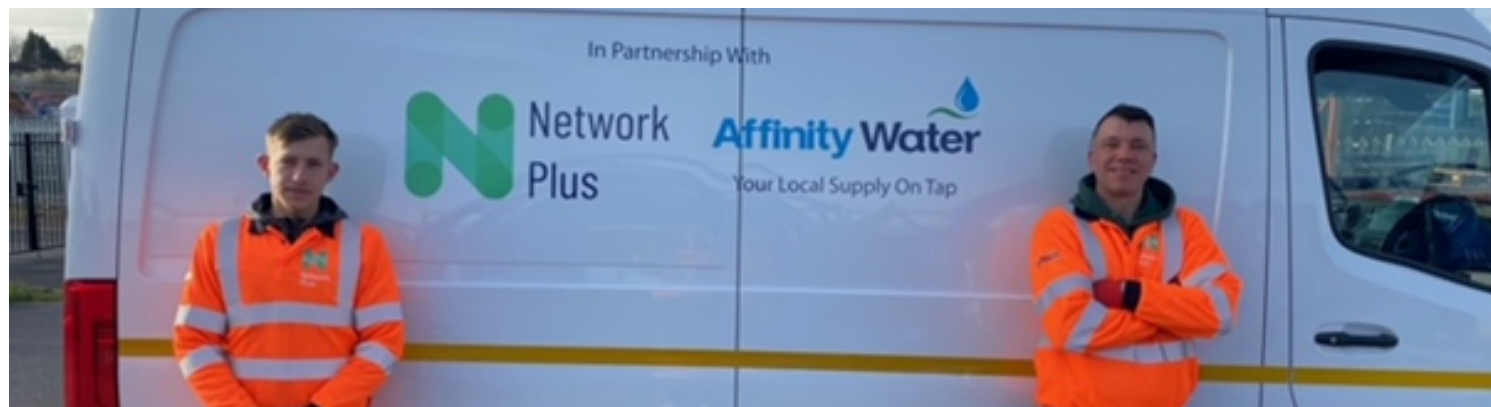 In Partnership With
Network
Plus
Affinity Water
Your Local Supply On Tap